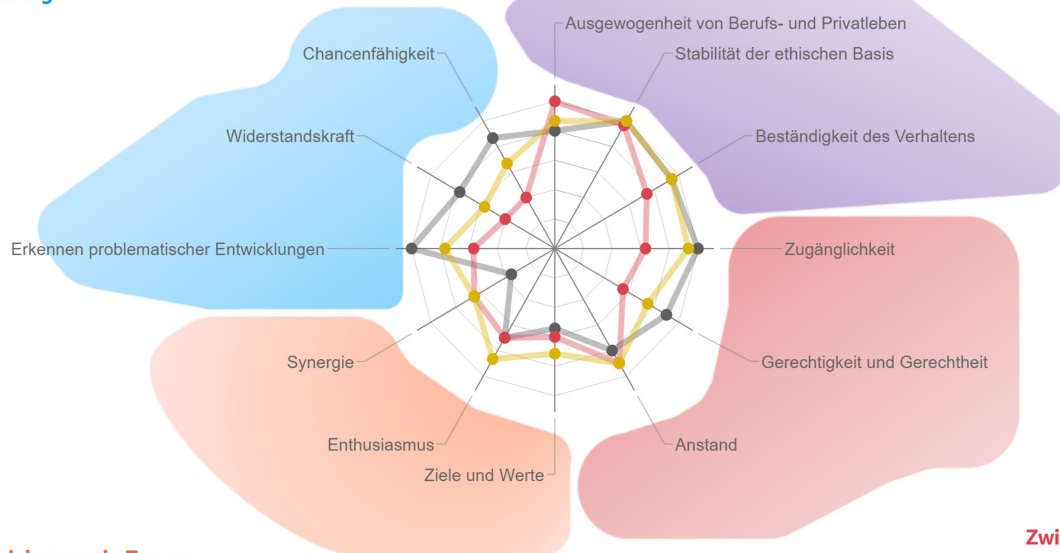 Ausgewogenheit von Berufs- und Privatleben
Chancenfähigkeit
Stabilität der ethischen Basis
Widerstandskraft
Beständigkeit des Verhaltens
Erkennen problematischer Entwicklungen
Zugänglichkeit
Synergie
Gerechtigkeit und Gerechtheit
Enthusiasmus
Anstand
Ziele und Werte
Zwi